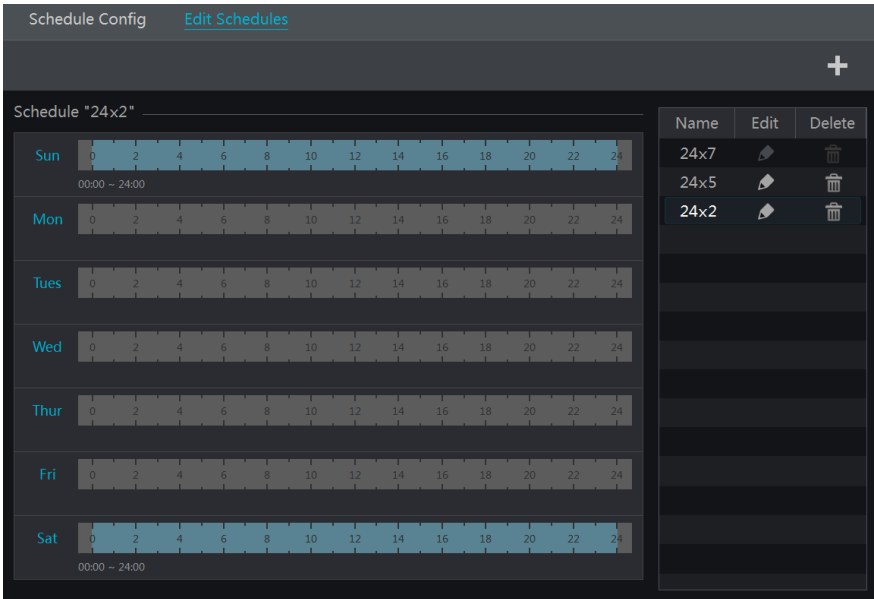 Schedule Config Edit Schedules
Schedule "24x2"
Sun 0 2 4 6 8 10 12 14 16 18 20 22 24
00:00 ~ 24:00
Mon 0 2 4 6 8 10 12 14 16 18 20 22 24
Tues 0 2 4 6 8 10 12 14 16 18 20 22 24
Wed 0 2 4 6 8 10 12 14 16 18 20 22 24
Thur 0 2 4 6 8 10 12 14 16 18 20 22 24
Fri 0 2 4 6 8 10 12 14 16 18 20 22 24
Sat 0 2 4 6 8 10 12 14 16 18 20 22 24
00:00 ~ 24:00
Name Edit Delete
24x7
24x5
24x2